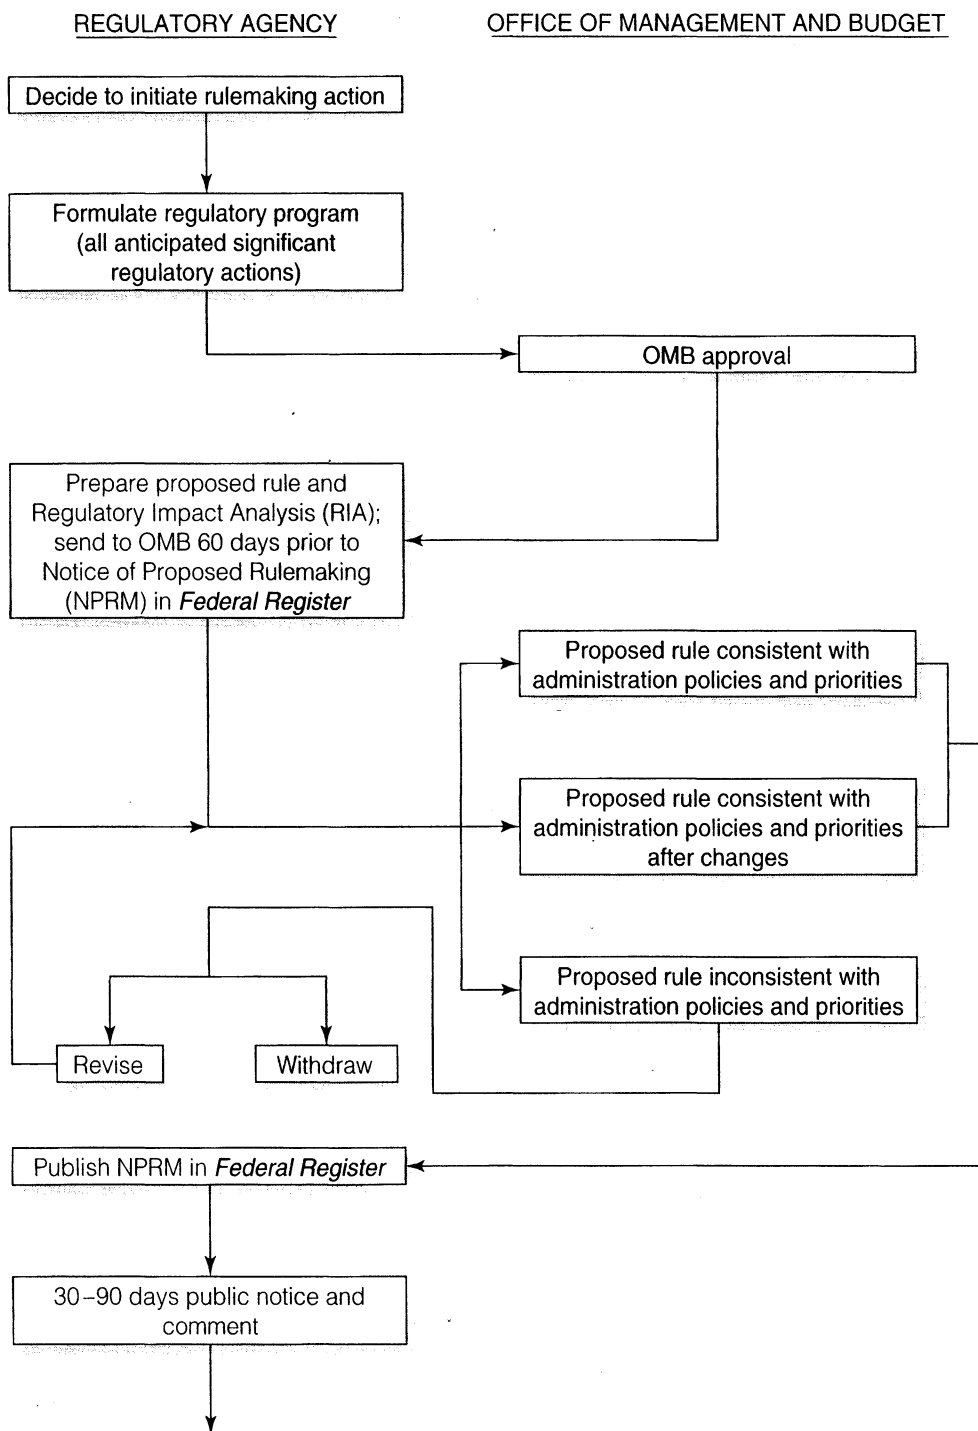 REGULATORY AGENCY
OFFICE OF MANAGEMENT AND BUDGET
Decide to initiate rulemaking action
Formulate regulatory program
(all anticipated significant
regulatory actions)
OMB approval
Prepare proposed rule and
Regulatory Impact Analysis (RIA);
send to OMB 60 days prior to
Notice of Proposed Rulemaking
(NPRM) in Federal Register
Proposed rule consistent with
administration policies and priorities
Proposed rule consistent with
administration policies and priorities
after changes
Proposed rule inconsistent with
administration policies and priorities
Revise
Withdraw
Publish NPRM in Federal Register
30–90 days public notice and
comment